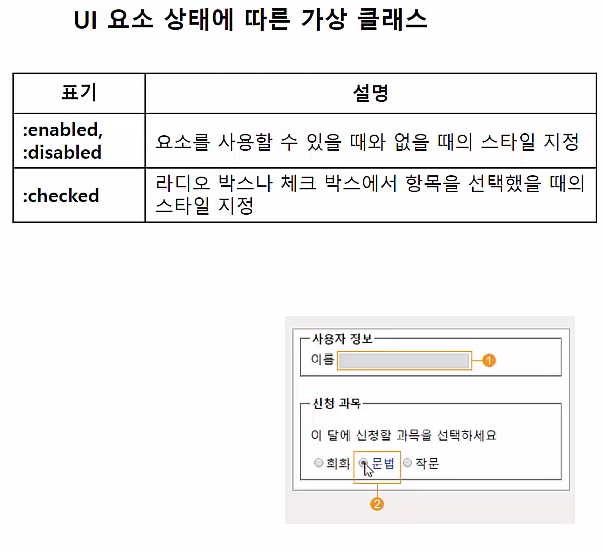 UI 요소 상태에 따른 가상 클래스
표기 설명
:enabled,
:disabled
요소를 사용할 수 있을 때와 없을 때의 스타일 지정
:checked
라디오 박스나 체크 박스에서 항목을 선택했을 때의
스타일 지정
사용자 정보
이름 1
신청 과목
이 달에 신청할 과목을 선택하세요
회화 문법 작문
2